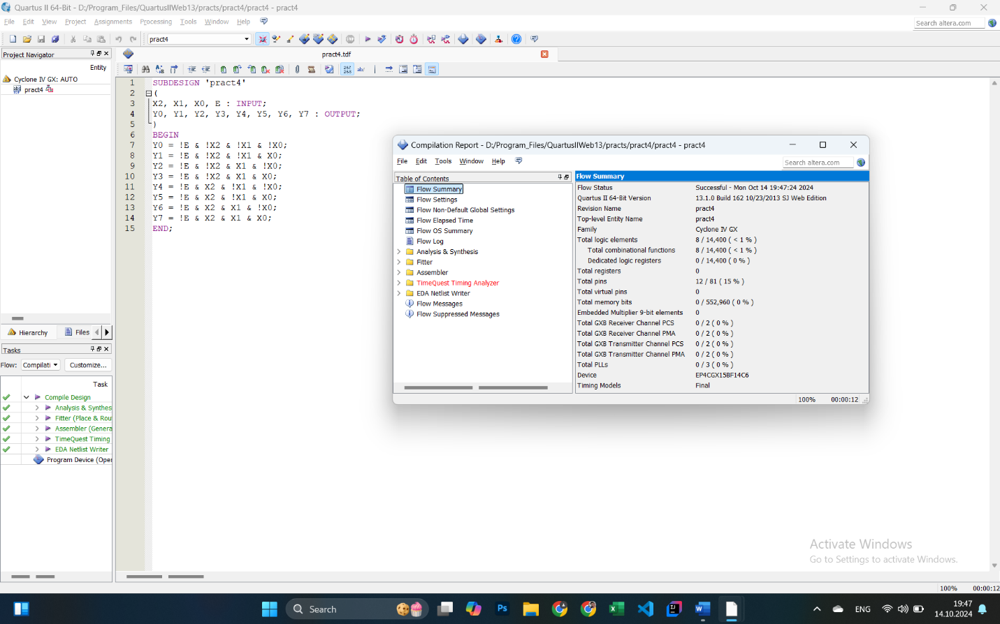 Quartus II 64-Bit - D:/Program_Files/QuartusIIWeb13/practs/pract4/pract4 - pract4
File Edit View Project Assignments Processing Tools Window Help
Search altera.com
pract4
Project Navigator
pract4.tdf
Entity
Cyclone IV GX: AUTO
pract4
267
268
ab/
1 SUBDESIGN 'pract4'
2 (
3 X2, X1, X0, E : INPUT;
4 Y0, Y1, Y2, Y3, Y4, Y5, Y6, Y7 : OUTPUT;
5 )
6 BEGIN
7 Y0 = !E & !X2 & !X1 & !X0;
8 Y1 = !E & !X2 & !X1 & X0;
9 Y2 = !E & !X2 & X1 & !X0;
10 Y3 = !E & !X2 & X1 & X0;
11 Y4 = !E & X2 & !X1 & !X0;
12 Y5 = !E & X2 & !X1 & X0;
13 Y6 = !E & X2 & X1 & !X0;
14 Y7 = !E & X2 & X1 & X0;
15 END;
Hierarchy Files
Tasks
Flow: Compilati Customize...
Task
Compile Design
Analysis & Synthes
Fitter (Place & Rou
Assembler (Genera
TimeQuest Timing
EDA Netlist Writer
Program Device (Oper
Compilation Report - D:/Program_Files/QuartusIIWeb13/practs/pract4/pract4 - pract4
File Edit Tools Window Help
Search altera.com
Table of Contents
Flow Summary
Flow Settings
Flow Non-Default Global Settings
Flow Elapsed Time
Flow OS Summary
Flow Log
Analysis & Synthesis
Fitter
Assembler
TimeQuest Timing Analyzer
EDA Netlist Writer
Flow Messages
Flow Suppressed Messages
Flow Summary
Flow Status Successful - Mon Oct 14 19:47:24 2024
Quartus II 64-Bit Version 13.1.0 Build 162 10/23/2013 SJ Web Edition
Revision Name pract4
Top-level Entity Name pract4
Family Cyclone IV GX
Total logic elements 8 / 14,400 ( < 1 % )
Total combinational functions 8 / 14,400 ( < 1 % )
Dedicated logic registers 0 / 14,400 ( 0 % )
Total registers 0
Total pins 12 / 81 ( 15 % )
Total virtual pins 0
Total memory bits 0 / 552,960 ( 0 % )
Embedded Multiplier 9-bit elements 0
Total GXB Receiver Channel PCS 0 / 2 ( 0 % )
Total GXB Receiver Channel PMA 0 / 2 ( 0 % )
Total GXB Transmitter Channel PCS 0 / 2 ( 0 % )
Total GXB Transmitter Channel PMA 0 / 2 ( 0 % )
Total PLLs 0 / 3 ( 0 % )
Device EP4CGX15BF14C6
Timing Models Final
100% 00:00:12
Activate Windows
Go to Settings to activate Windows.
100% 00:00:12
Search
Ps
ENG
19:47
14.10.2024